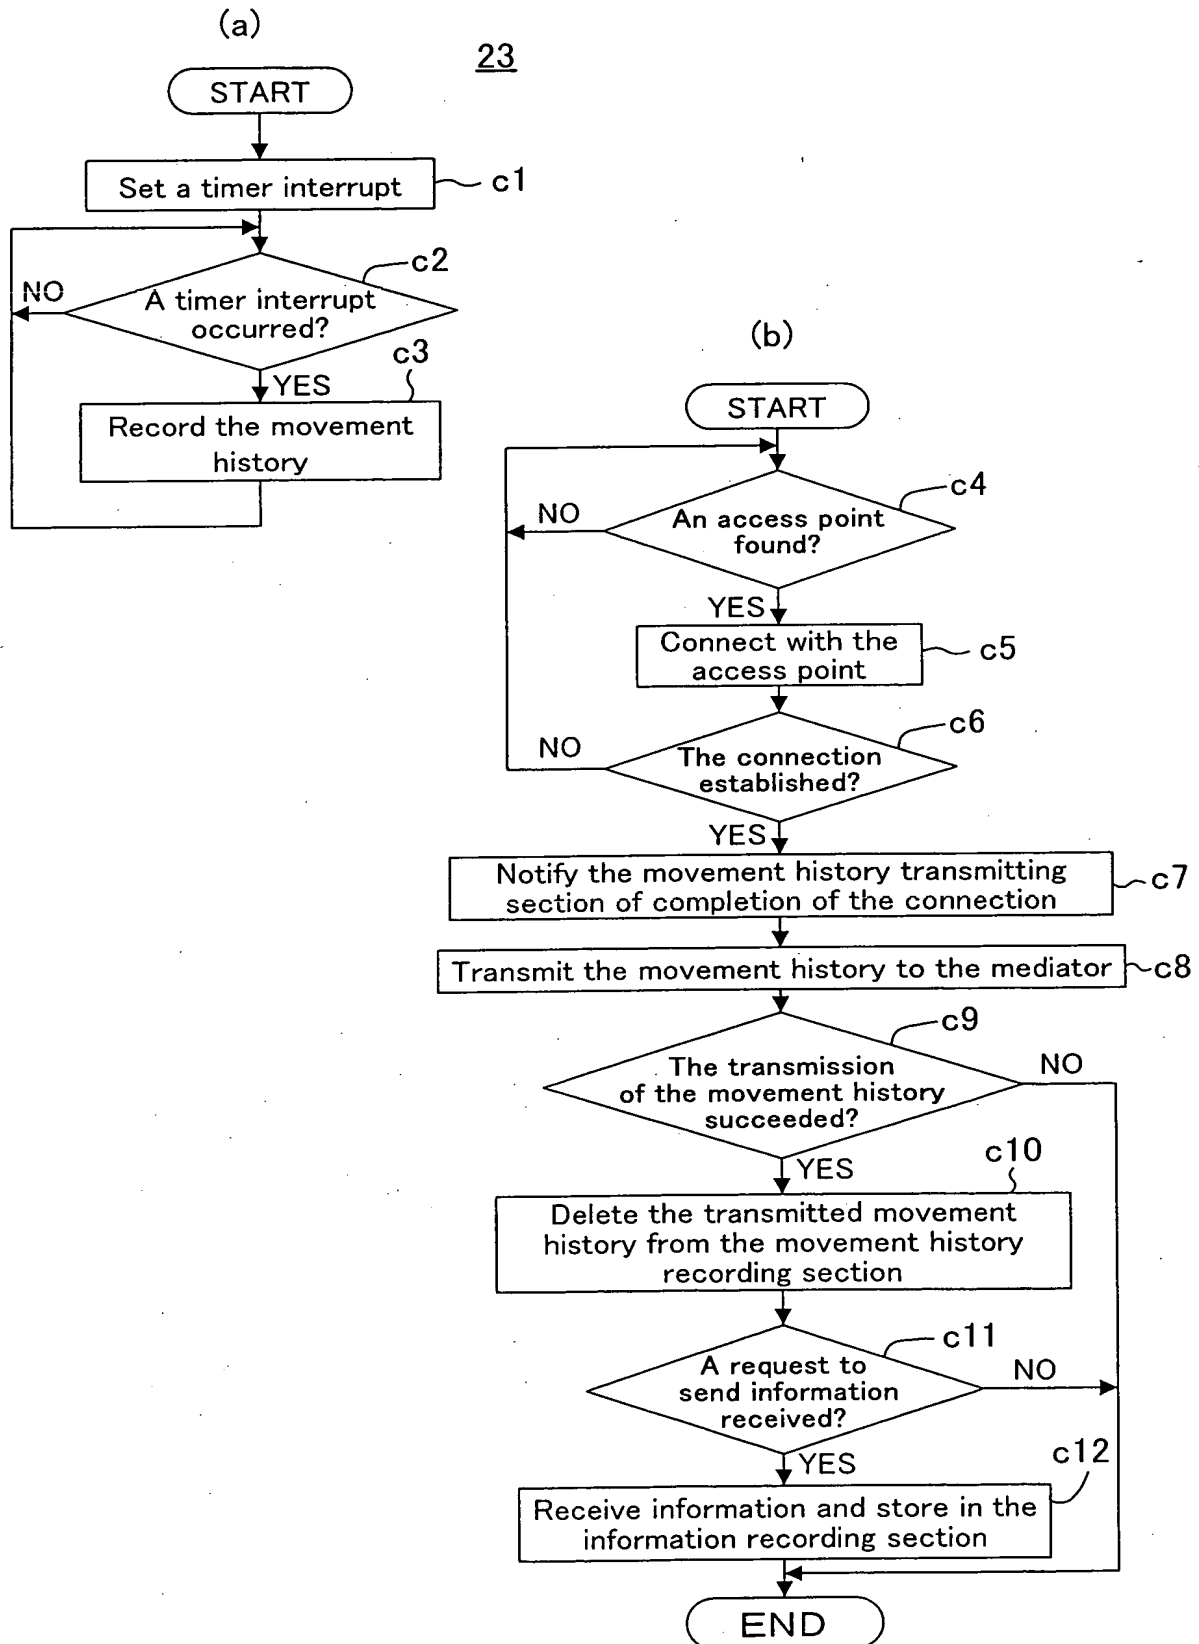 (a)
23
START
Set a timer interrupt
c1
c2
A timer interrupt
occurred?
NO
YES
c3
Record the movement
history
(b)
START
c4
An access point
found?
NO
YES
Connect with the
access point
c5
c6
The connection
established?
NO
YES
Notify the movement history transmitting
section of completion of the connection
c7
Transmit the movement history to the mediator
c8
c9
The transmission
of the movement history
succeeded?
NO
YES
c10
Delete the transmitted movement
history from the movement history
recording section
c11
A request to
send information
received?
NO
YES
c12
Receive information and store in the
information recording section
END